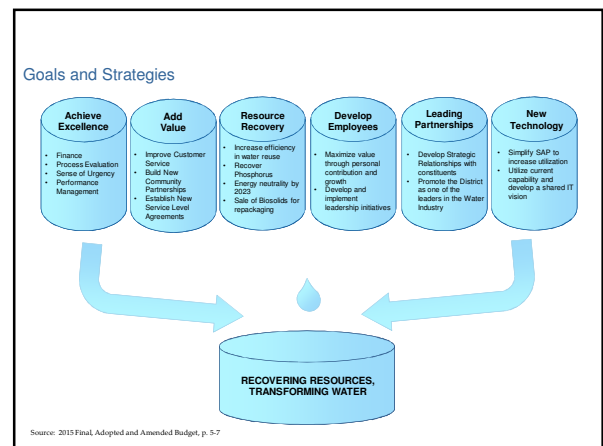 Goals and Strategies
Achieve
Excellence
• Finance
• Process Evaluation
• Sense of Urgency
• Performance
Management
Add
Value
• Improve Customer
Service
• Build New
Community
Partnerships
• Establish New
Service Level
Agreements
Resource
Recovery
• Increase efficiency
in water reuse
• Recover
Phosphorus
• Energy neutrality by
2023
• Sale of Biosolids for
repackaging
Develop
Employees
• Maximize value
through personal
contribution and
growth
• Develop and
implement
leadership initiatives
Leading
Partnerships
• Develop Strategic
Relationships with
constituents
• Promote the District
as one of the
leaders in the Water
Industry
New
Technology
• Simplify SAP to
increase utilization
• Utilize current
capability and
develop a shared IT
vision
RECOVERING RESOURCES,
TRANSFORMING WATER
Source: 2015 Final, Adopted and Amended Budget, p. 5-7